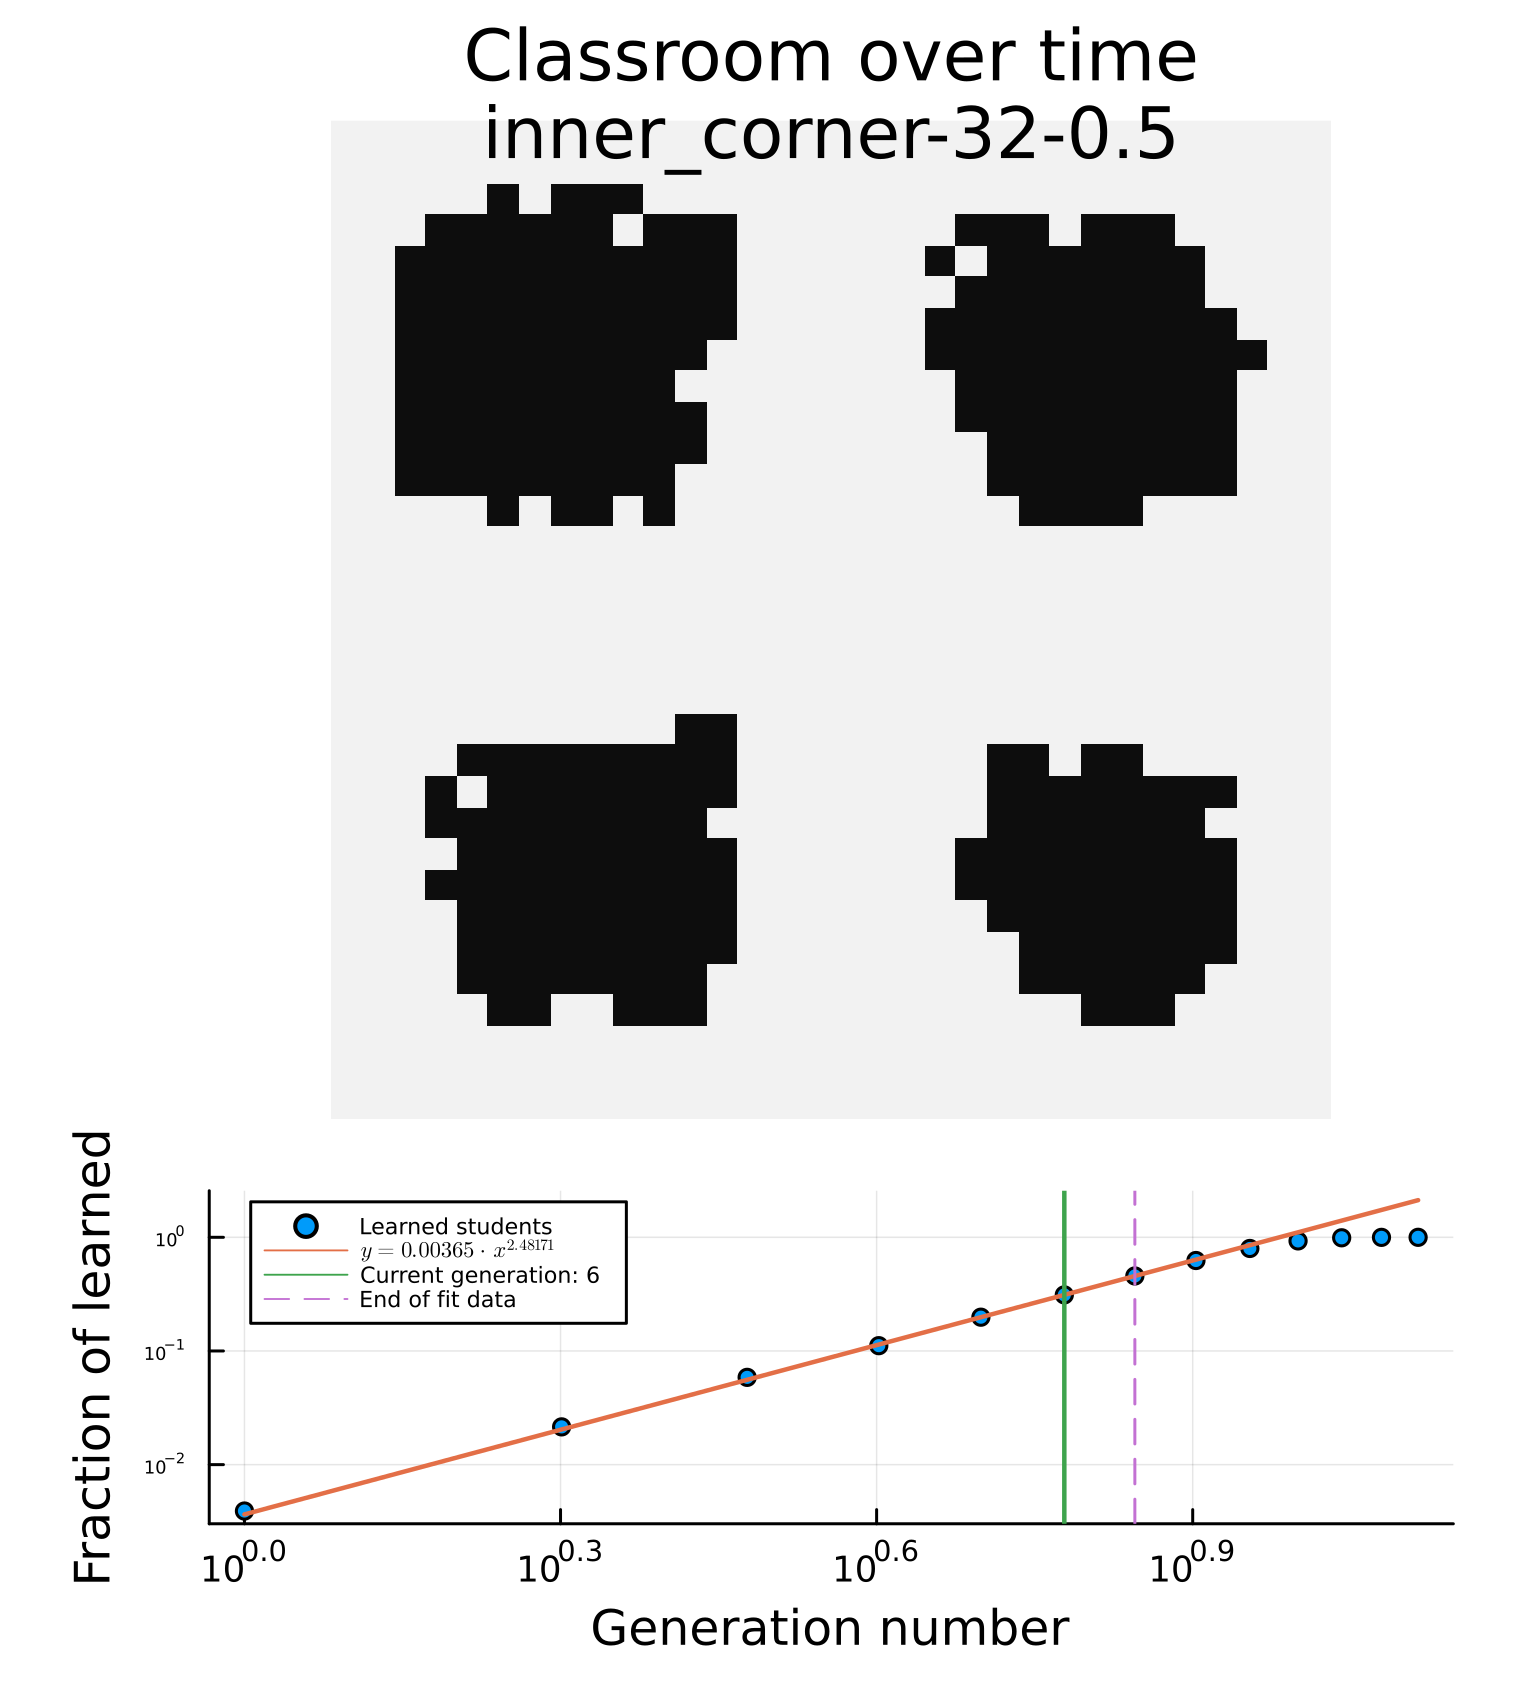 Classroom over time
inner_corner-32-0.5
Fraction of learned
10^0
10^−1
10^−2
Learned students
y = 0.00365 · x^2.48171
Current generation: 6
End of fit data
10^0.0 10^0.3 10^0.6 10^0.9
Generation number